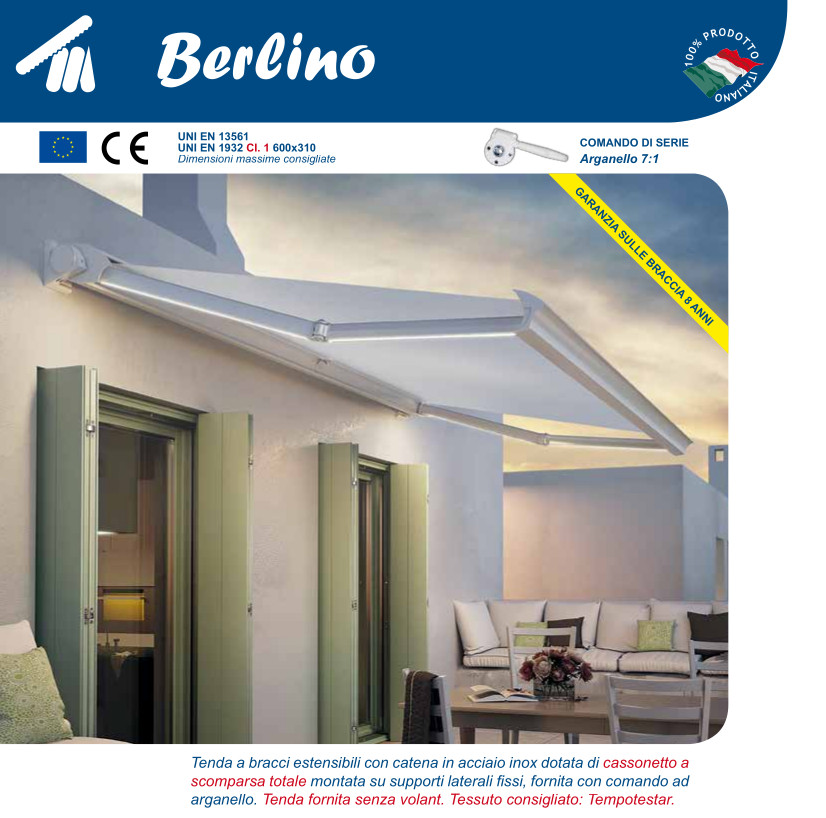 Berlino
100% PRODOTTO ITALIANO
CE
UNI EN 13561
UNI EN 1932 Cl. 1 600x310
Dimensioni massime consigliate
COMANDO DI SERIE
Arganello 7:1
GARANZIA SULLE BRACCIA 8 ANNI
Tenda a bracci estensibili con catena in acciaio inox dotata di cassonetto a
scomparsa totale montata su supporti laterali fissi, fornita con comando ad
arganello. Tenda fornita senza volant. Tessuto consigliato: Tempotestar.